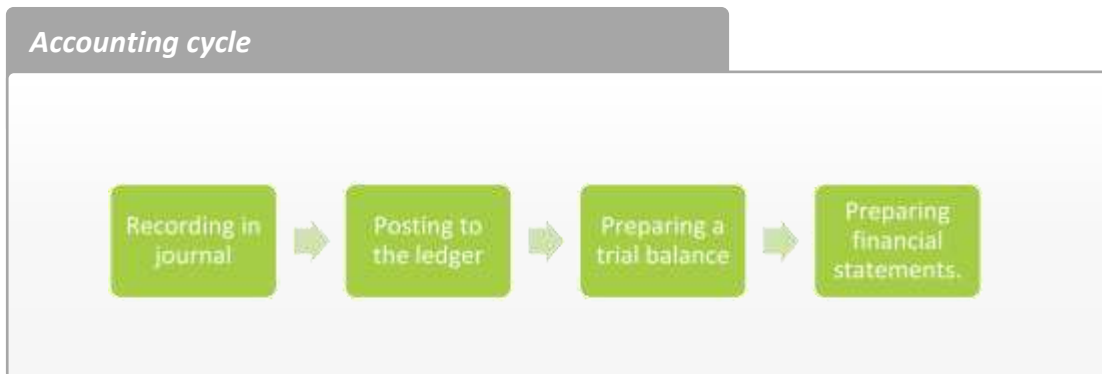 Accounting cycle
Recording in
journal
Posting to
the ledger
Preparing a
trial balance
Preparing
financial
statements.